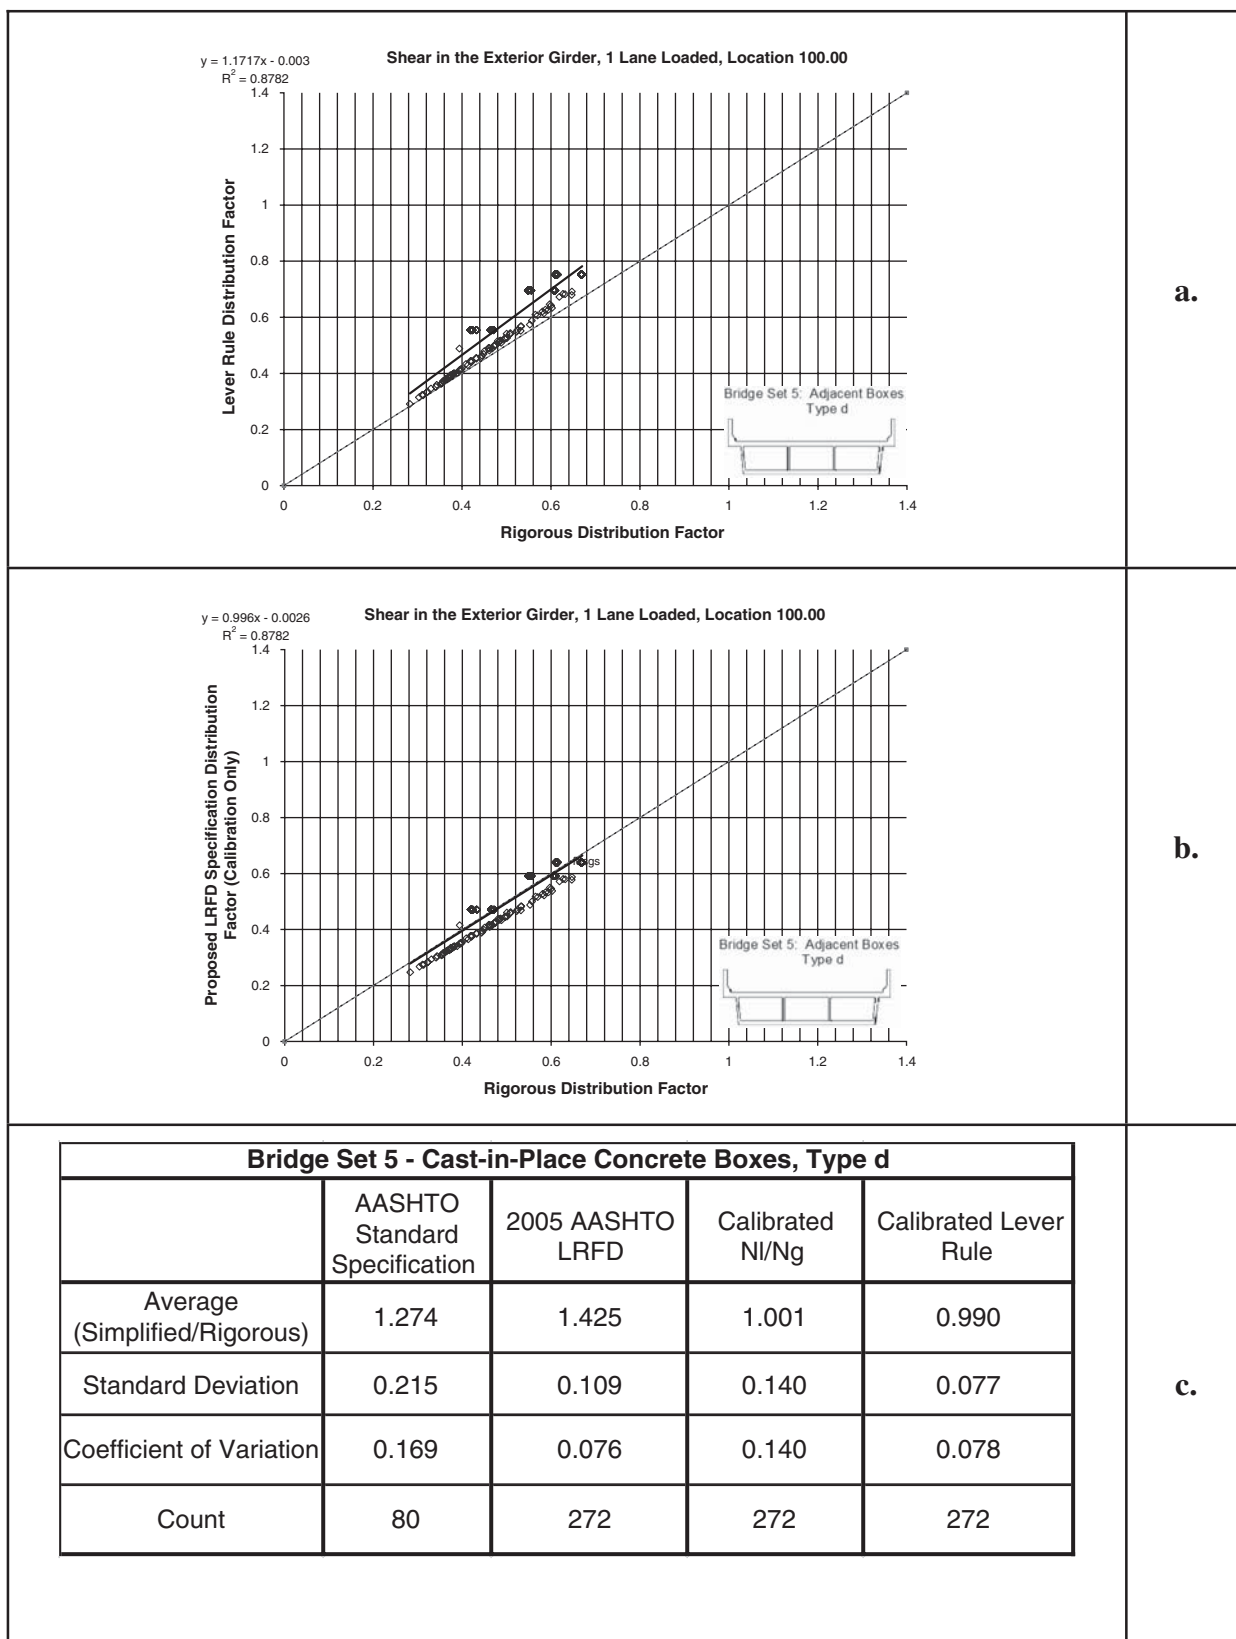 y = 1.1717x - 0.003
R² = 0.8782
Shear in the Exterior Girder, 1 Lane Loaded, Location 100.00
Lever Rule Distribution Factor
1.4
1.2
1
0.8
0.6
0.4
0.2
0
0 0.2 0.4 0.6 0.8 1 1.2 1.4
Rigorous Distribution Factor
Bridge Set 5: Adjacent Boxes
Type d
a.
y = 0.996x - 0.0026
R² = 0.8782
Shear in the Exterior Girder, 1 Lane Loaded, Location 100.00
Proposed LRFD Specification Distribution
Factor (Calibration Only)
1.4
1.2
1
0.8
0.6
0.4
0.2
0
0 0.2 0.4 0.6 0.8 1 1.2 1.4
Rigorous Distribution Factor
Bridge Set 5: Adjacent Boxes
Type d
b.
Bridge Set 5 - Cast-in-Place Concrete Boxes, Type d
AASHTO
Standard
Specification
2005 AASHTO
LRFD
Calibrated
Nl/Ng
Calibrated Lever
Rule
Average
(Simplified/Rigorous)
1.274 1.425 1.001 0.990
Standard Deviation 0.215 0.109 0.140 0.077
Coefficient of Variation 0.169 0.076 0.140 0.078
Count 80 272 272 272
c.